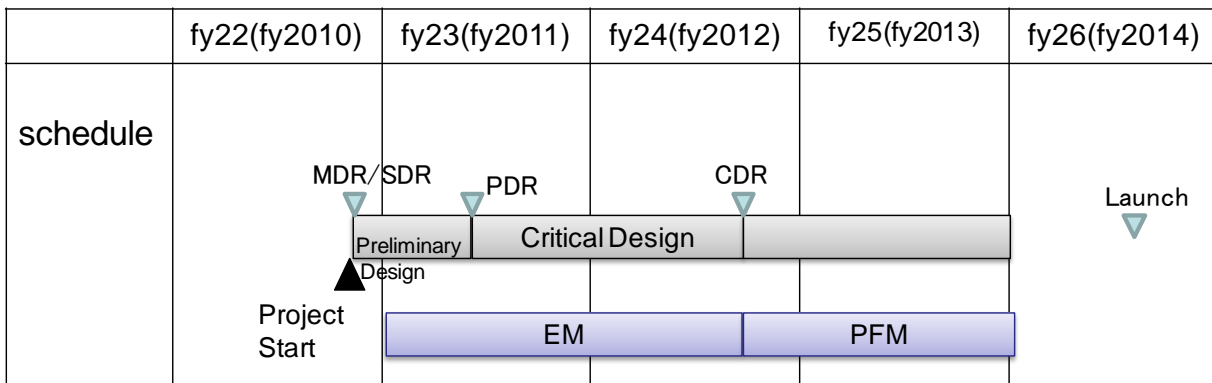 fy22(fy2010) fy23(fy2011) fy24(fy2012) fy25(fy2013) fy26(fy2014)
schedule
MDR/SDR
PDR
CDR
Launch
Preliminary
Design
Critical Design
Project
Start
EM
PFM